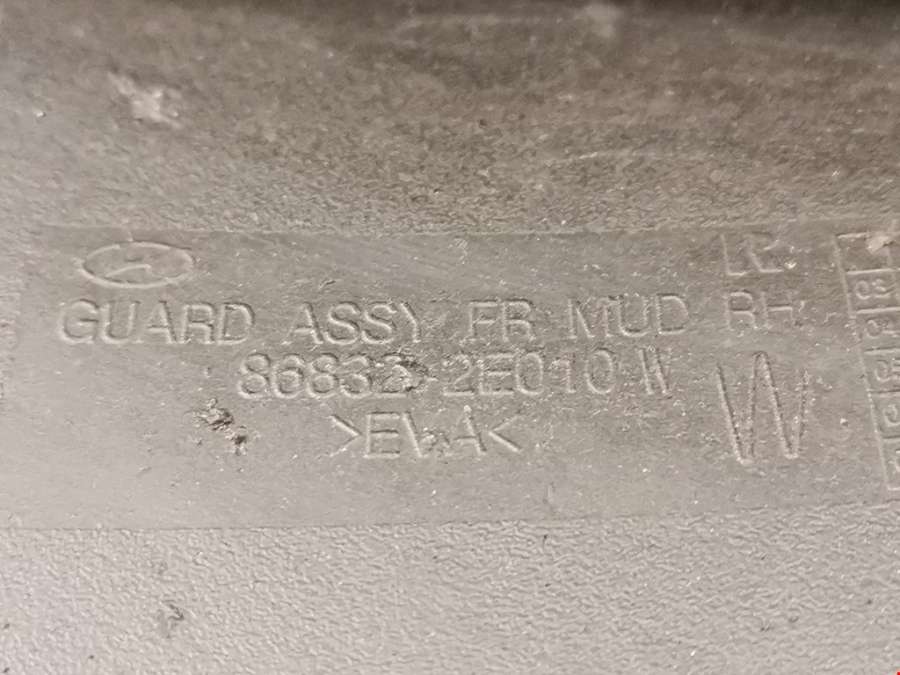 GUARD ASSY FR MUD RH
86832-2E010 W
>EVA<
W